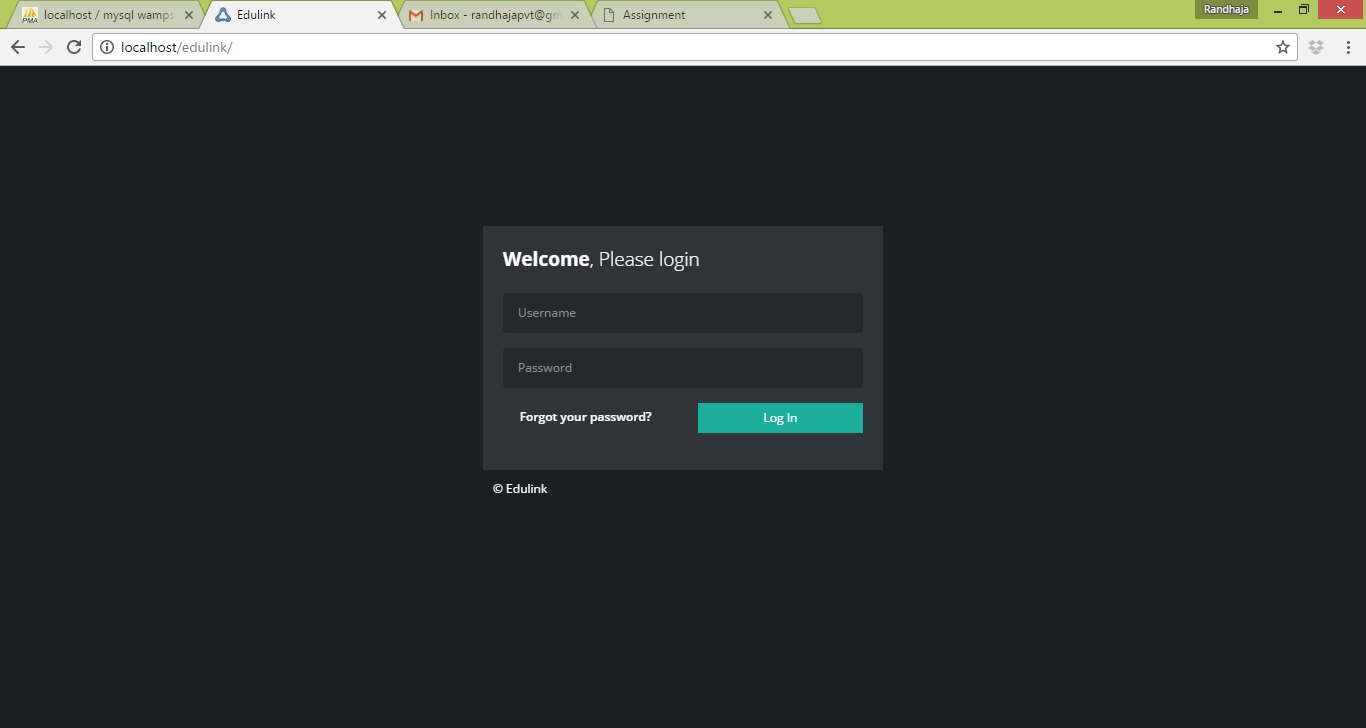 localhost / mysql wamps
Edulink
Inbox - randhajapvt@gm
Assignment
Randhaja
localhost/edulink/
Welcome, Please login
Username
Password
Forgot your password?
Log In
© Edulink
PMA